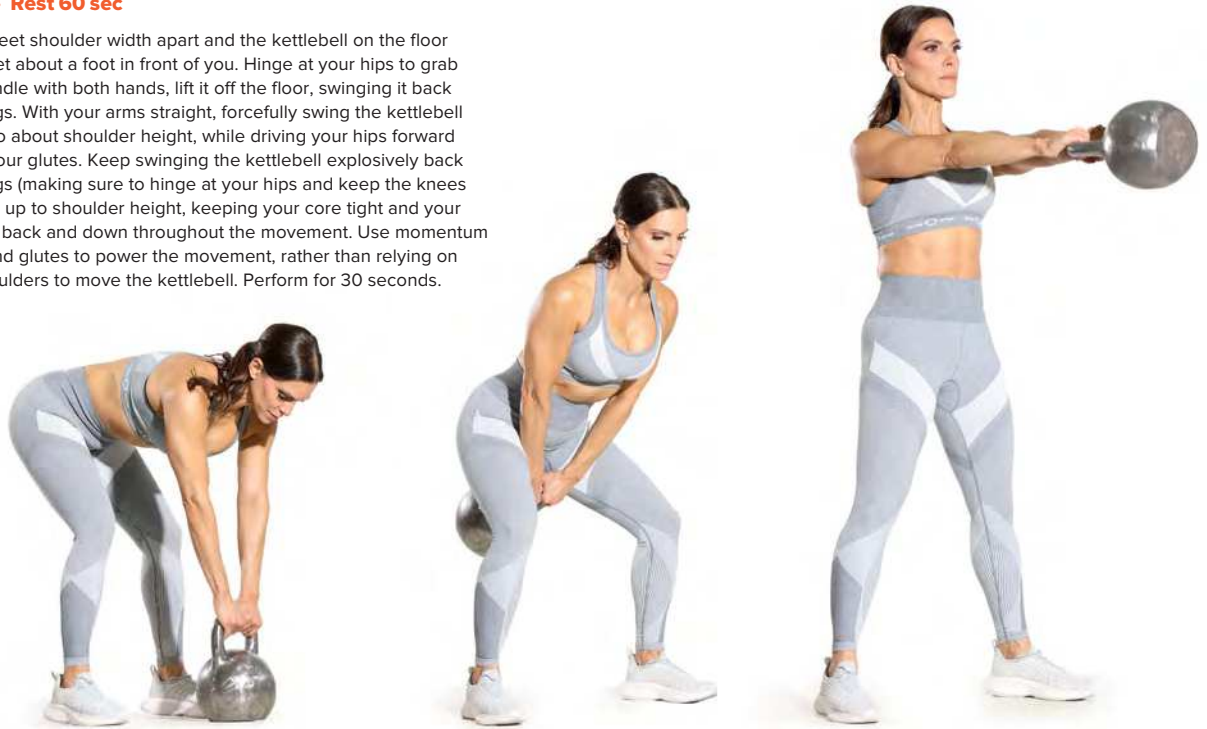 Rest 60 sec
eet shoulder width apart and the kettlebell on the floor
et about a foot in front of you. Hinge at your hips to grab
ndle with both hands, lift it off the floor, swinging it back
gs. With your arms straight, forcefully swing the kettlebell
o about shoulder height, while driving your hips forward
our glutes. Keep swinging the kettlebell explosively back
gs (making sure to hinge at your hips and keep the knees
up to shoulder height, keeping your core tight and your
back and down throughout the movement. Use momentum
nd glutes to power the movement, rather than relying on
ulders to move the kettlebell. Perform for 30 seconds.